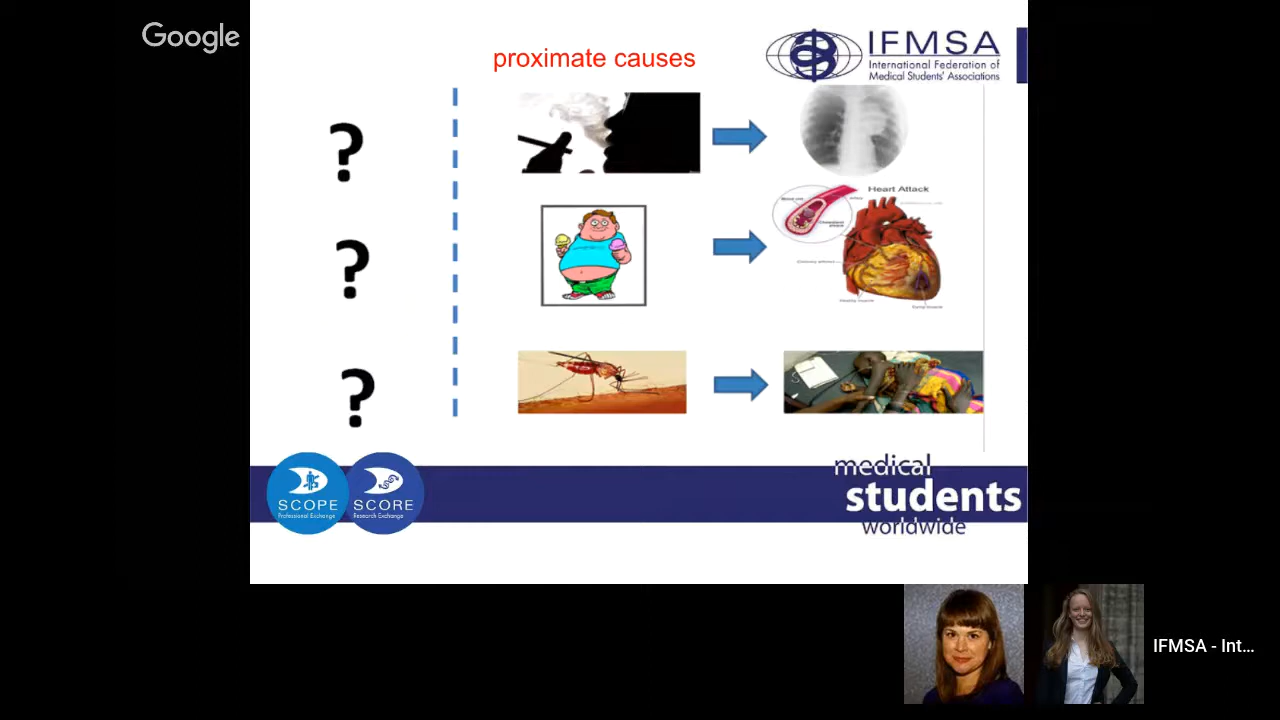 Google
proximate causes
IFMSA
International Federation of
Medical Students' Associations
?
?
Heart Attack
?
SCOPE
Professional Exchange
SCORE
Research Exchange
medical
students
worldwide
IFMSA - Int...